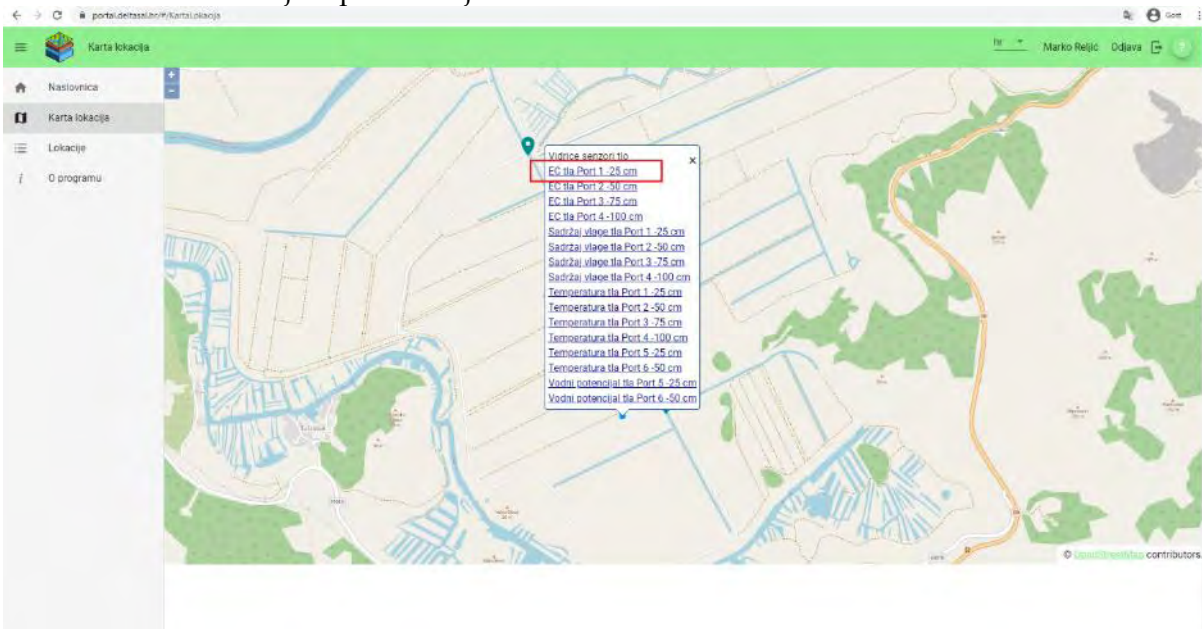 portal.deltasal.hr/#/KartaLokacija
Gost
Karta lokacija
hr
Marko Reljić
Odjava
?
Naslovnica
Karta lokacija
Lokacije
O programu
+
−
Vidrice senzori tlo
×
EC tla Port 1 -25 cm
EC tla Port 2 -50 cm
EC tla Port 3 -75 cm
EC tla Port 4 -100 cm
Sadržaj vlage tla Port 1 -25 cm
Sadržaj vlage tla Port 2 -50 cm
Sadržaj vlage tla Port 3 -75 cm
Sadržaj vlage tla Port 4 -100 cm
Temperatura tla Port 1 -25 cm
Temperatura tla Port 2 -50 cm
Temperatura tla Port 3 -75 cm
Temperatura tla Port 4 -100 cm
Temperatura tla Port 5 -25 cm
Temperatura tla Port 6 -50 cm
Vodni potencijal tla Port 5 -25 cm
Vodni potencijal tla Port 6 -50 cm
© OpenStreetMap contributors.